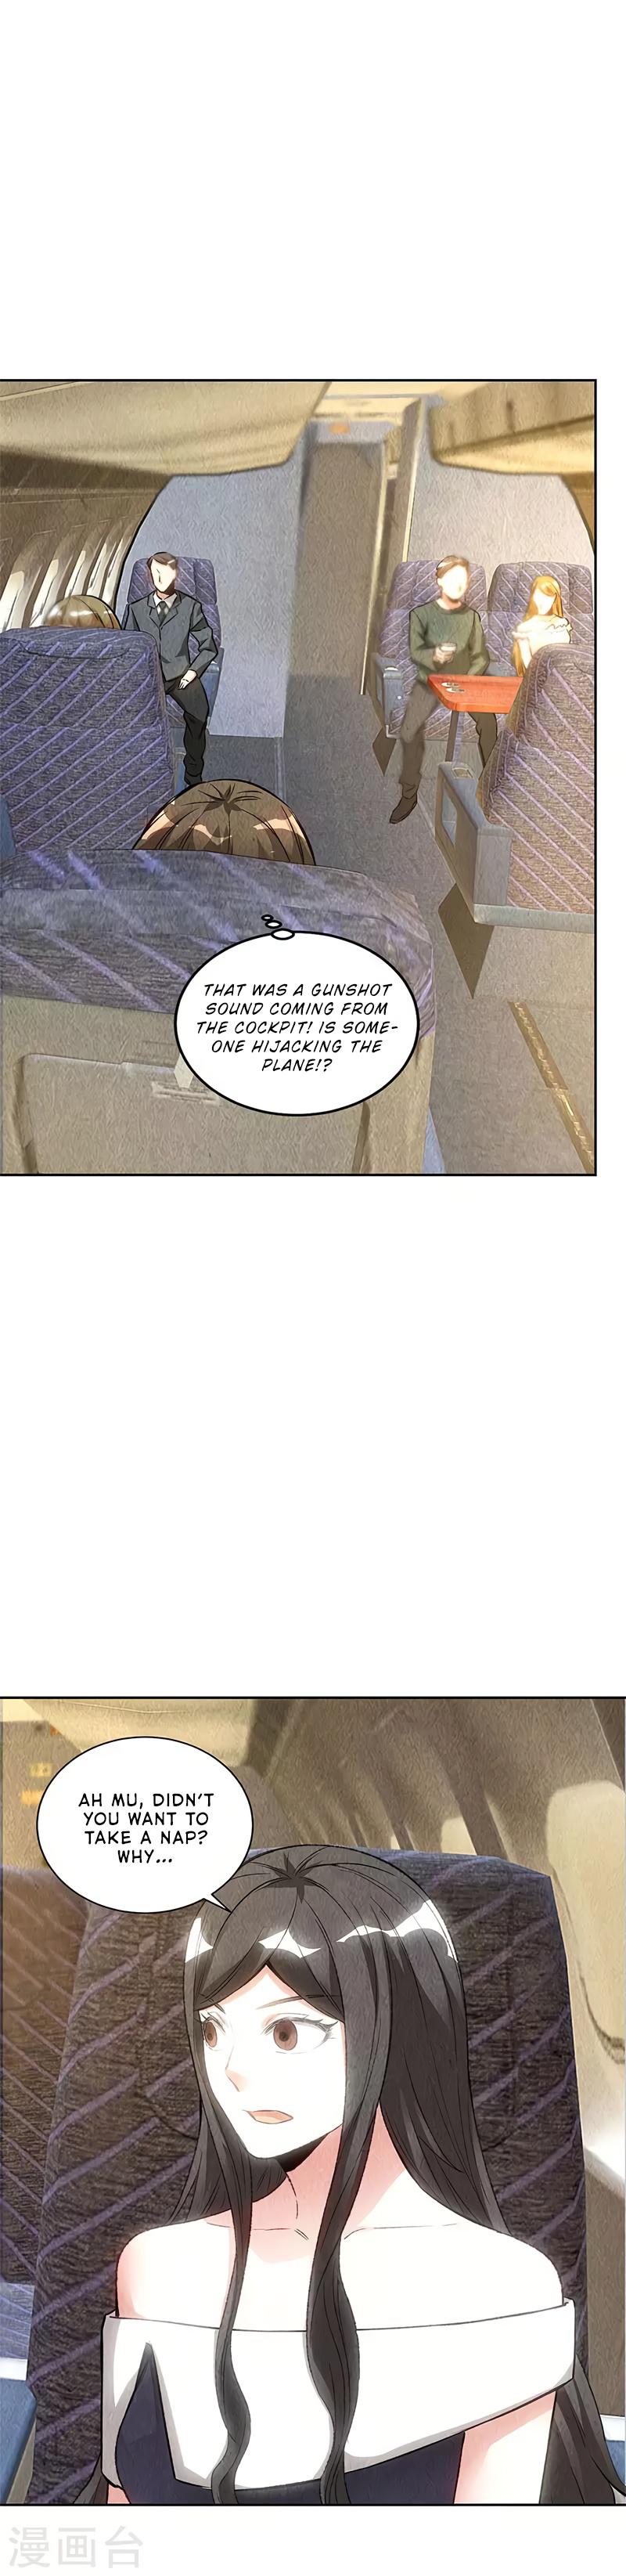 THAT WAS A GUNSHOT
SOUND COMING FROM
THE COCKPIT! IS SOME-
ONE HIJACKING THE
PLANE!?
AH MU, DIDN'T
YOU WANT TO
TAKE A NAP?
WHY...
漫画台